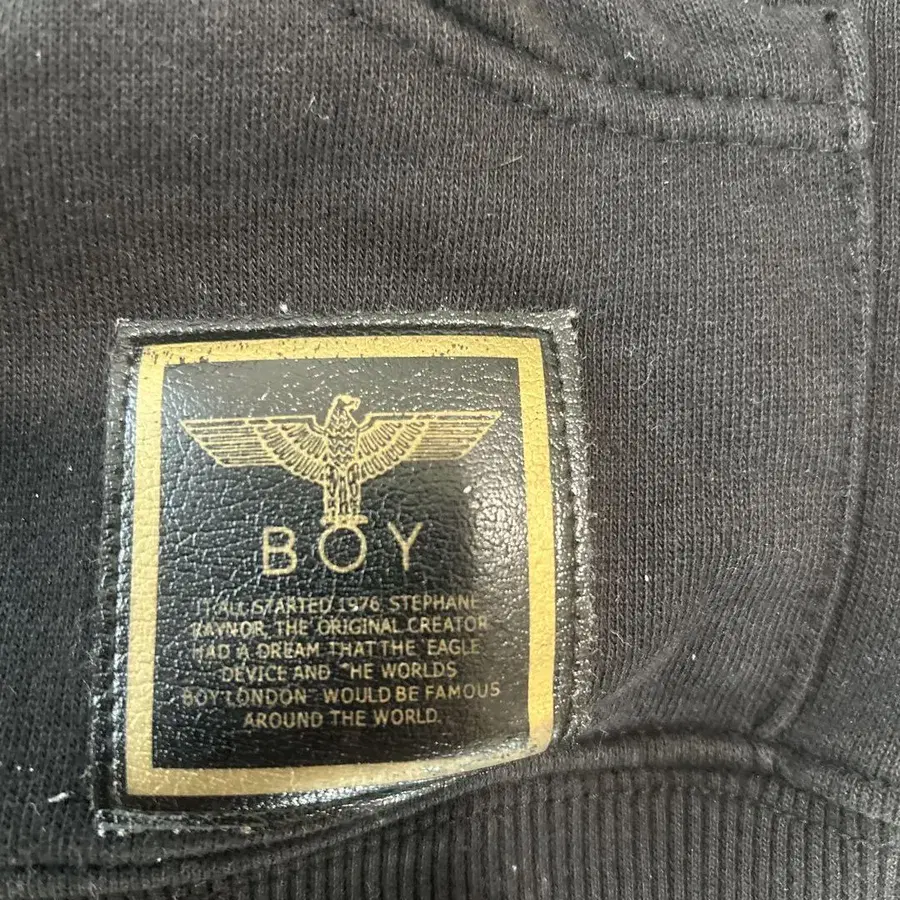 BOY
IT ALL STARTED 1976, STEPHANE
RAYNOR, THE ORIGINAL CREATOR
HAD A DREAM THAT THE EAGLE
DEVICE AND "HE WORLDS
BOY LONDON" WOULD BE FAMOUS
AROUND THE WORLD.